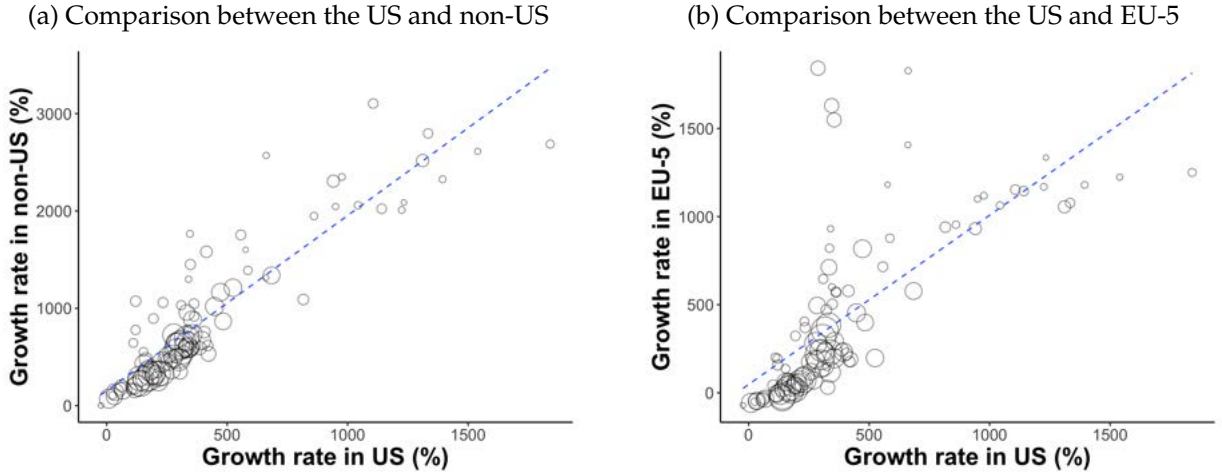 (a) Comparison between the US and non-US
Growth rate in non-US (%)
3000
2000
1000
0
0 500 1000 1500
Growth rate in US (%)
(b) Comparison between the US and EU-5
Growth rate in EU-5 (%)
1500
1000
500
0
0 500 1000 1500
Growth rate in US (%)